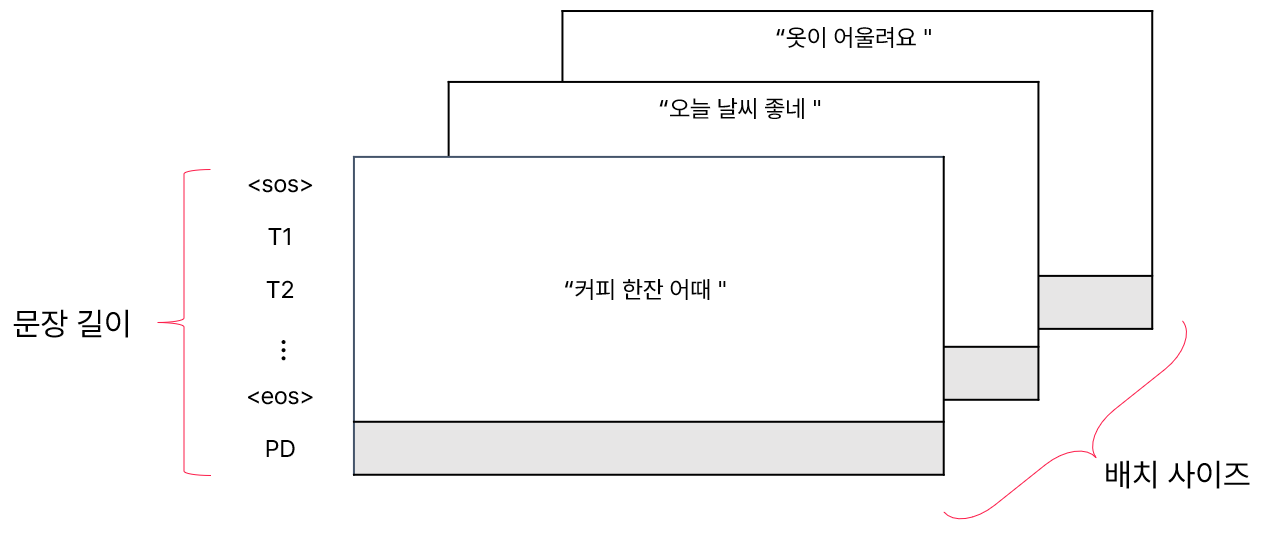 “옷이 어울려요 "
“오늘 날씨 좋네 "
<sos>
T1
T2
“커피 한잔 어때 "
문장 길이
⋮
<eos>
PD
배치 사이즈